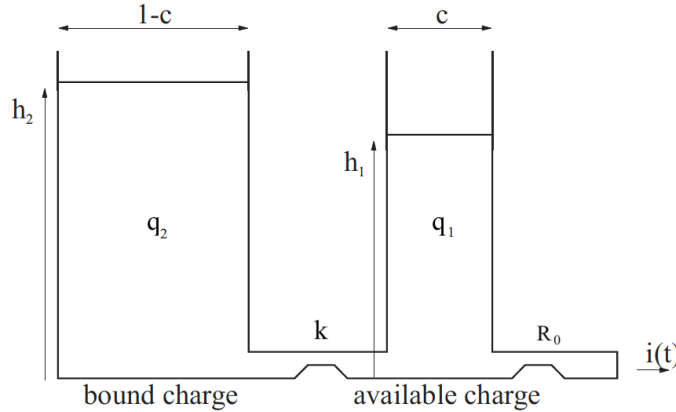 1-c
c
h₂
h₁
q₂
q₁
k
R₀
i(t)
bound charge
available charge